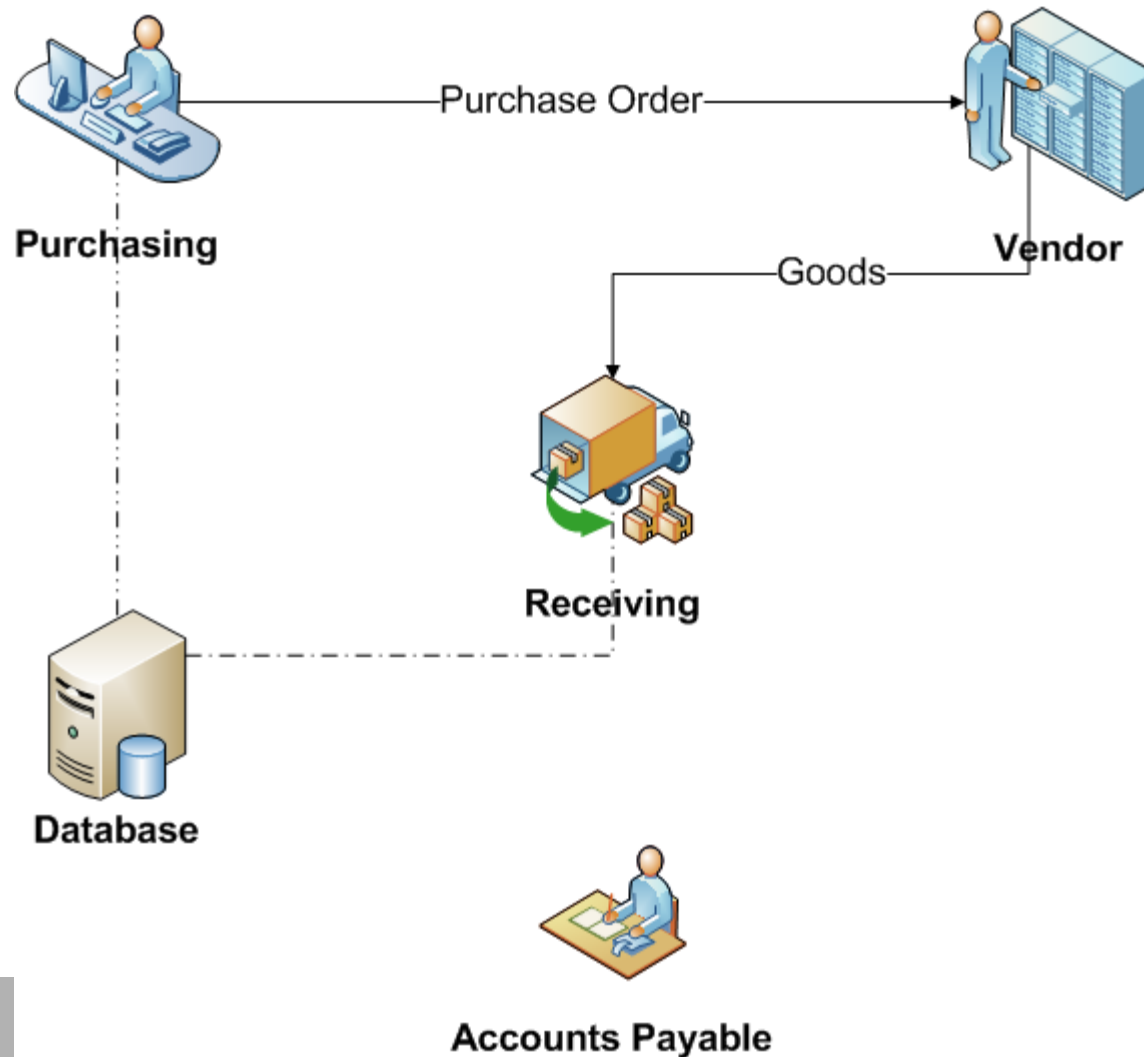 Purchase Order
Purchasing
Vendor
Goods
Receiving
Database
Accounts Payable